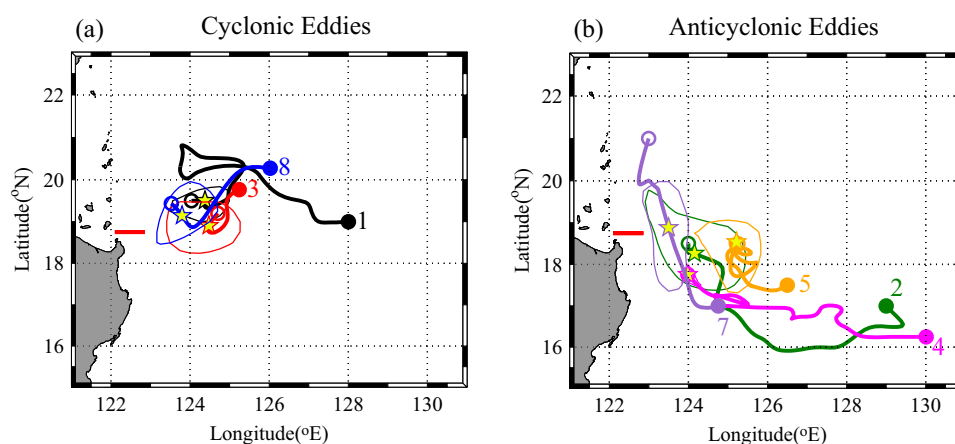 (a) Cyclonic Eddies
22
20
18
16
122 124 126 128 130
Latitude(°N)
Longitude(°E)
8
3
1
(b) Anticyclonic Eddies
22
20
18
16
122 124 126 128 130
Latitude(°N)
Longitude(°E)
5
2
7
4